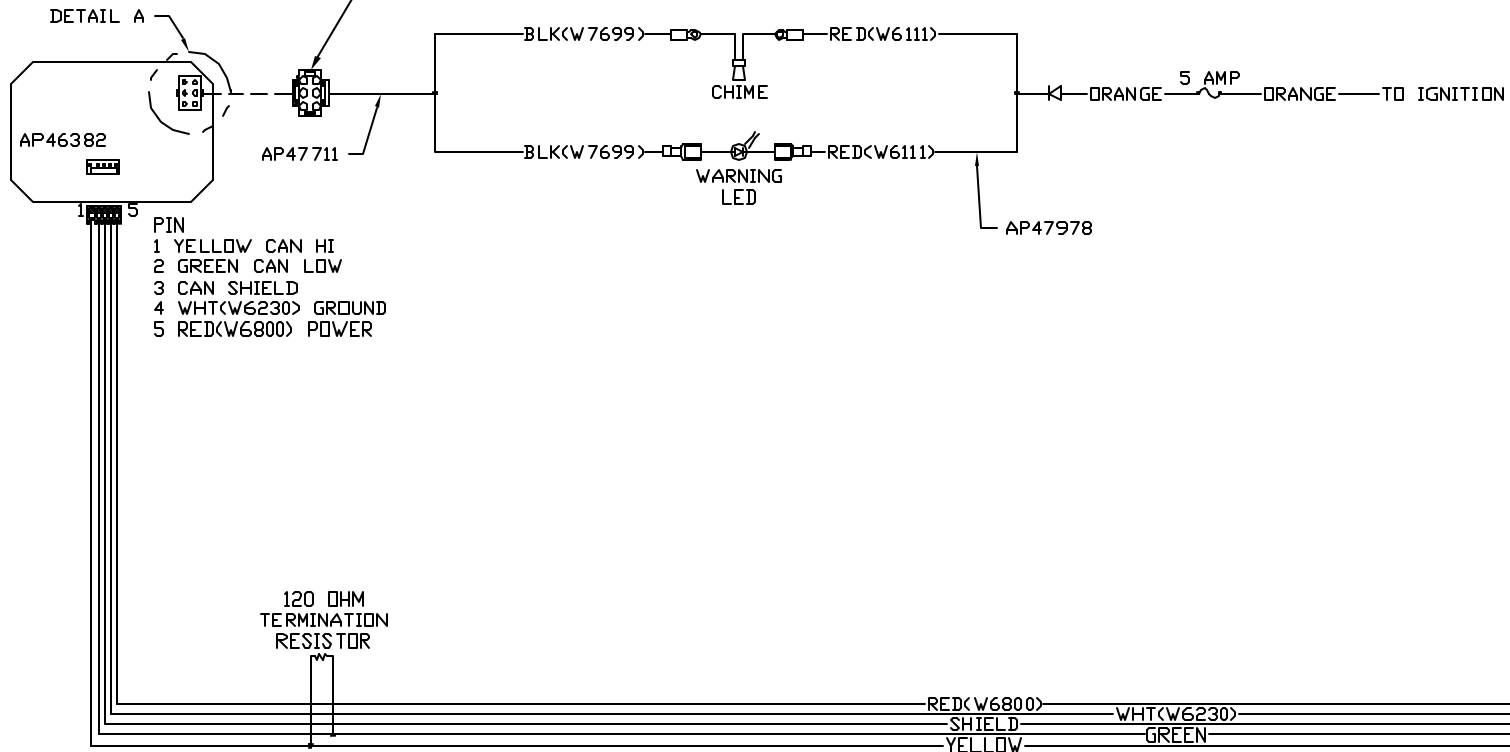 DETAIL A
BLK(W7699)
RED(W6111)
CHIME
5 AMP
ORANGE
ORANGE
TO IGNITION
AP46382
AP47711
BLK(W7699)
RED(W6111)
WARNING
LED
AP47978
1
5
PIN
1 YELLOW CAN HI
2 GREEN CAN LOW
3 CAN SHIELD
4 WHT(W6230) GROUND
5 RED(W6800) POWER
120 OHM
TERMINATION
RESISTOR
RED(W6800)
WHT(W6230)
SHIELD
GREEN
YELLOW